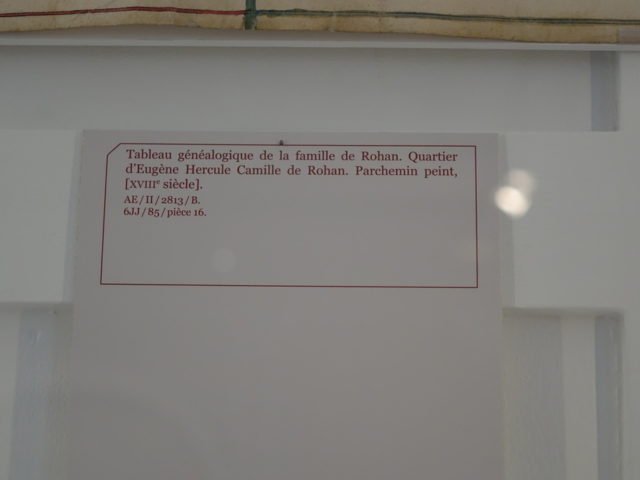 Tableau généalogique de la famille de Rohan. Quartier
d'Eugène Hercule Camille de Rohan. Parchemin peint,
[XVIIIe siècle].
AE/II/2813/B.
6JJ/85/pièce 16.